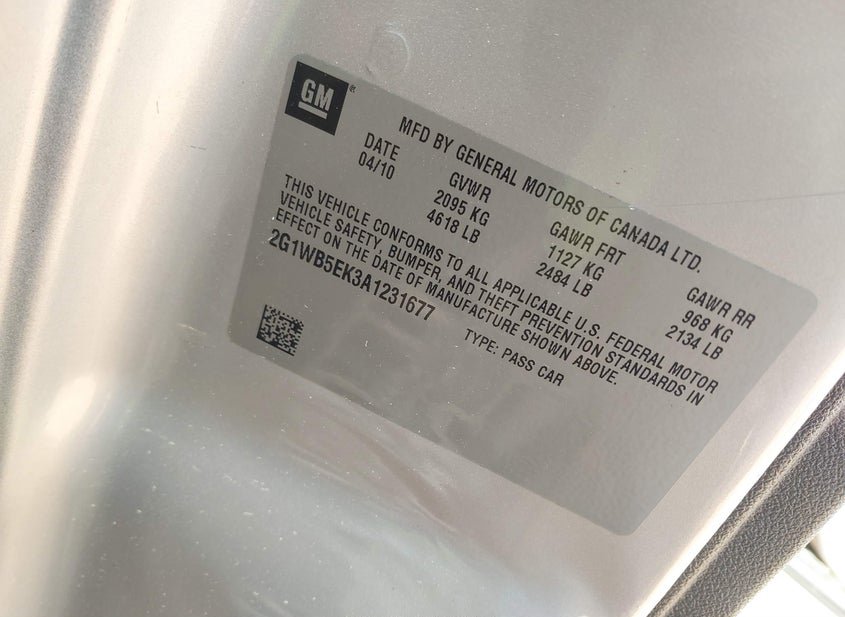 GM®
MFD BY GENERAL MOTORS OF CANADA LTD.
DATE GVWR GAWR FRT GAWR RR
04/10 2095 KG 1127 KG 968 KG
4618 LB 2484 LB 2134 LB
THIS VEHICLE CONFORMS TO ALL APPLICABLE U.S. FEDERAL MOTOR
VEHICLE SAFETY, BUMPER, AND THEFT PREVENTION STANDARDS IN
EFFECT ON THE DATE OF MANUFACTURE SHOWN ABOVE.
2G1WB5EK3A1231677 TYPE: PASS CAR